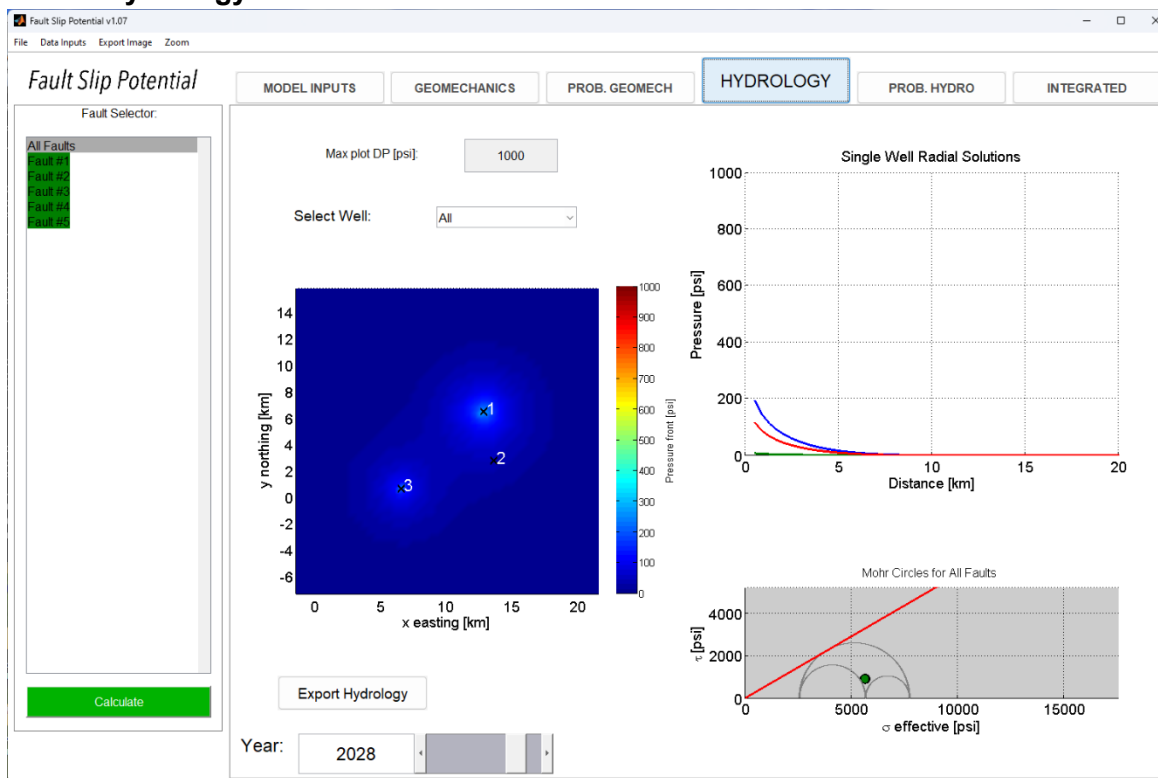 Fault Slip Potential v1.07
File Data Inputs Export Image Zoom
Fault Slip Potential
MODEL INPUTS GEOMECHANICS PROB. GEOMECH HYDROLOGY PROB. HYDRO INTEGRATED
Fault Selector:
All Faults
Fault #1
Fault #2
Fault #3
Fault #4
Fault #5
Calculate
Max plot DP [psi]: 1000
Select Well: All
14
12
10
8
6
4
2
0
-2
-4
-6
y northing [km]
0 5 10 15 20
x easting [km]
1
2
3
1000
900
800
700
600
500
400
300
200
100
0
Pressure front [psi]
Export Hydrology
Year: 2028
Single Well Radial Solutions
1000
800
600
400
200
0
Pressure [psi]
0 5 10 15 20
Distance [km]
Mohr Circles for All Faults
4000
2000
0
τ [psi]
0 5000 10000 15000
σ effective [psi]